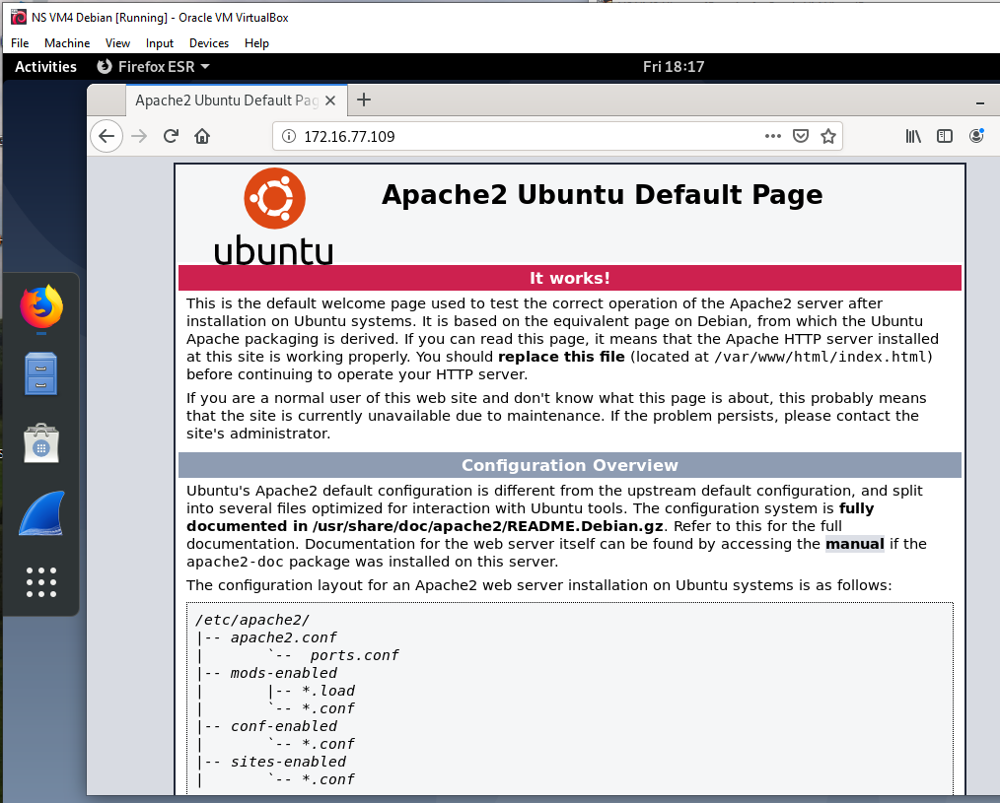 NS VM4 Debian [Running] - Oracle VM VirtualBox
File Machine View Input Devices Help
Activities Firefox ESR Fri 18:17
Apache2 Ubuntu Default Pag
172.16.77.109
ubuntu
Apache2 Ubuntu Default Page
It works!
This is the default welcome page used to test the correct operation of the Apache2 server after
installation on Ubuntu systems. It is based on the equivalent page on Debian, from which the Ubuntu
Apache packaging is derived. If you can read this page, it means that the Apache HTTP server installed
at this site is working properly. You should replace this file (located at /var/www/html/index.html)
before continuing to operate your HTTP server.
If you are a normal user of this web site and don't know what this page is about, this probably means
that the site is currently unavailable due to maintenance. If the problem persists, please contact the
site's administrator.
Configuration Overview
Ubuntu's Apache2 default configuration is different from the upstream default configuration, and split
into several files optimized for interaction with Ubuntu tools. The configuration system is fully
documented in /usr/share/doc/apache2/README.Debian.gz. Refer to this for the full
documentation. Documentation for the web server itself can be found by accessing the manual if the
apache2-doc package was installed on this server.
The configuration layout for an Apache2 web server installation on Ubuntu systems is as follows:
/etc/apache2/
|-- apache2.conf
|       `--  ports.conf
|-- mods-enabled
|       |-- *.load
|       `-- *.conf
|-- conf-enabled
|       `-- *.conf
|-- sites-enabled
|       `-- *.conf